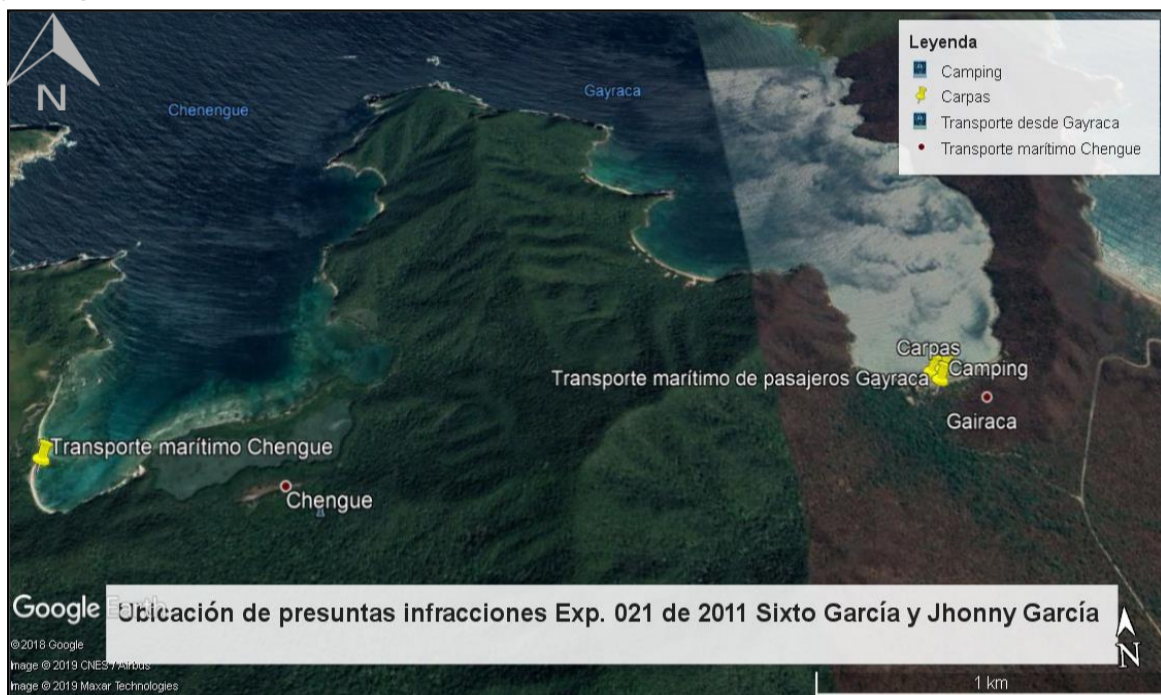 N
Chenengue
Gayraca
Leyenda
Camping
Carpas
Transporte desde Gayraca
Transporte marítimo Chengue
Carpas
Camping
Transporte marítimo de pasajeros Gayraca
Gairaca
Transporte marítimo Chengue
Chengue
Google Earth
Ubicación de presuntas infracciones Exp. 021 de 2011 Sixto García y Jhonny García
© 2018 Google
Image © 2019 CNES / Airbus
Image © 2019 Maxar Technologies
N
1 km